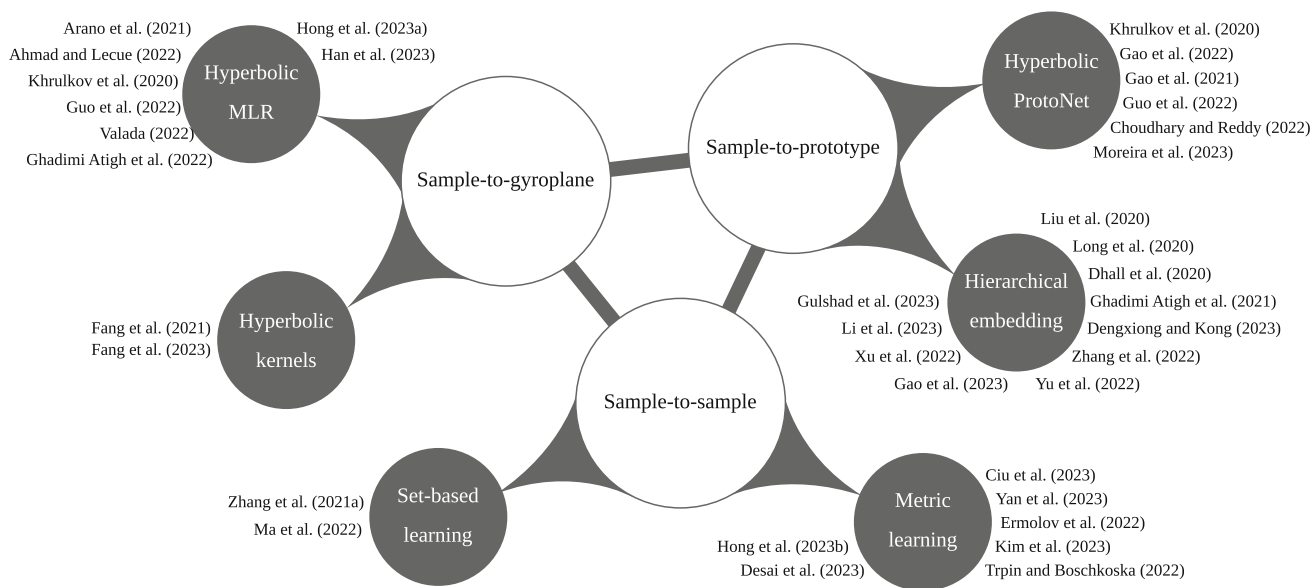 Arano et al. (2021)
Ahmad and Lecue (2022)
Khrulkov et al. (2020)
Guo et al. (2022)
Valada (2022)
Ghadimi Atigh et al. (2022)
Hyperbolic
MLR
Hong et al. (2023a)
Han et al. (2023)
Sample-to-gyroplane
Sample-to-prototype
Hyperbolic
ProtoNet
Khrulkov et al. (2020)
Gao et al. (2022)
Gao et al. (2021)
Guo et al. (2022)
Choudhary and Reddy (2022)
Moreira et al. (2023)
Fang et al. (2021)
Fang et al. (2023)
Hyperbolic
kernels
Gulshad et al. (2023)
Li et al. (2023)
Xu et al. (2022)
Gao et al. (2023)
Hierarchical
embedding
Liu et al. (2020)
Long et al. (2020)
Dhall et al. (2020)
Ghadimi Atigh et al. (2021)
Dengxiong and Kong (2023)
Zhang et al. (2022)
Yu et al. (2022)
Sample-to-sample
Zhang et al. (2021a)
Ma et al. (2022)
Set-based
learning
Hong et al. (2023b)
Desai et al. (2023)
Metric
learning
Ciu et al. (2023)
Yan et al. (2023)
Ermolov et al. (2022)
Kim et al. (2023)
Trpin and Boschkoska (2022)